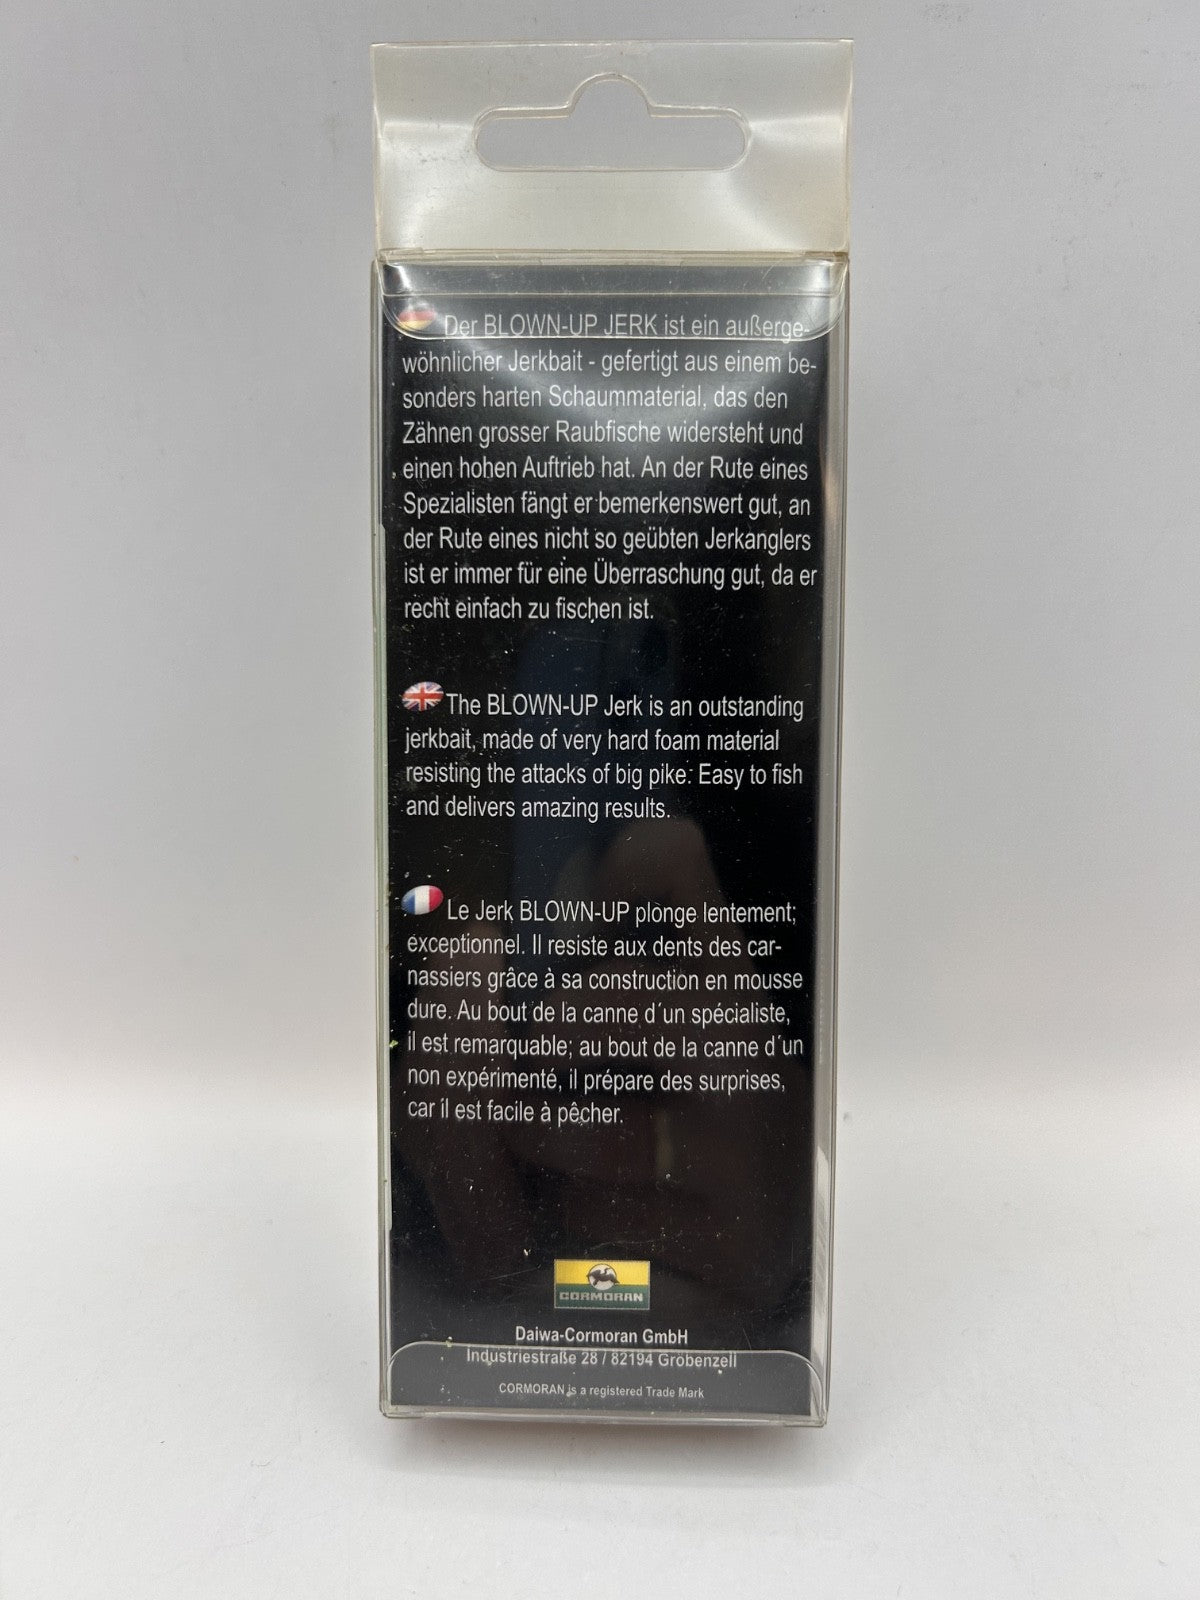 Der BLOWN-UP JERK ist ein außerge-
wöhnlicher Jerkbait - gefertigt aus einem be-
sonders harten Schaummaterial, das den
Zähnen grosser Raubfische widersteht und
einen hohen Auftrieb hat. An der Rute eines
Spezialisten fängt er bemerkenswert gut, an
der Rute eines nicht so geübten Jerkanglers
ist er immer für eine Überraschung gut, da er
recht einfach zu fischen ist.
The BLOWN-UP Jerk is an outstanding
jerkbait, made of very hard foam material
resisting the attacks of big pike. Easy to fish
and delivers amazing results.
Le Jerk BLOWN-UP plonge lentement;
exceptionnel. Il resiste aux dents des car-
nassiers grâce à sa construction en mousse
dure. Au bout de la canne d´un spécialiste,
il est remarquable; au bout de la canne d´un
non expérimenté, il prépare des surprises,
car il est facile à pêcher.
CORMORAN
Daiwa-Cormoran GmbH
Industriestraße 28 / 82194 Gröbenzell
CORMORAN is a registered Trade Mark